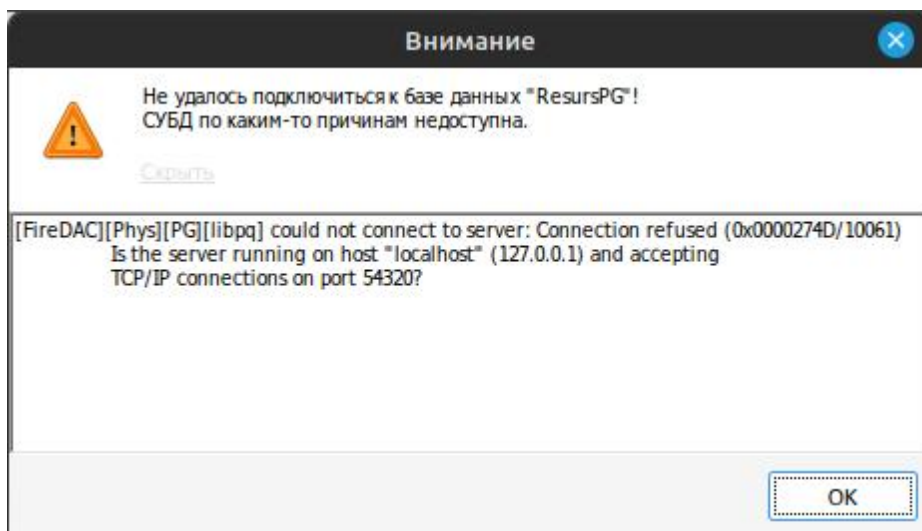 Внимание
Не удалось подключиться к базе данных "ResursPG"!
СУБД по каким-то причинам недоступна.
Скрыть
[FireDAC][Phys][PG][libpq] could not connect to server: Connection refused (0x0000274D/10061)
Is the server running on host "localhost" (127.0.0.1) and accepting
TCP/IP connections on port 54320?
OK